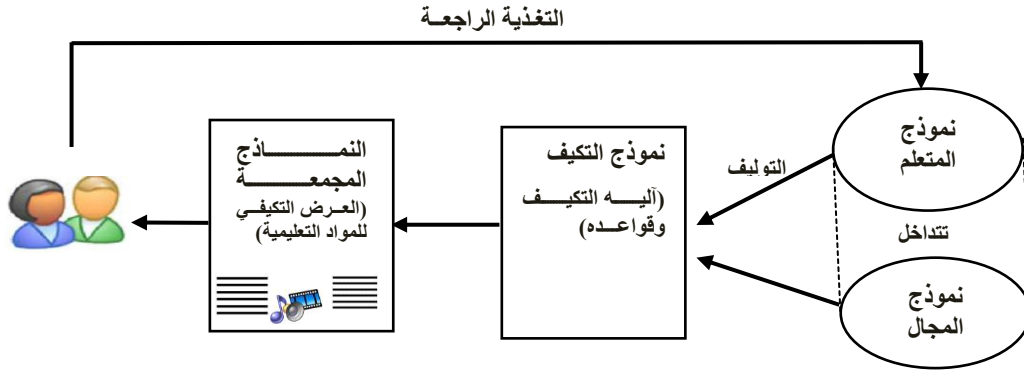 التغذية الراجعة
نموذج
المتعلم
التوليف
تتداخل
نموذج
المجال
نموذج التكيف
(آليه التكيف
وقواعده)
النماذج
المجمعة
(العرض التكيفي
للمواد التعليمية)